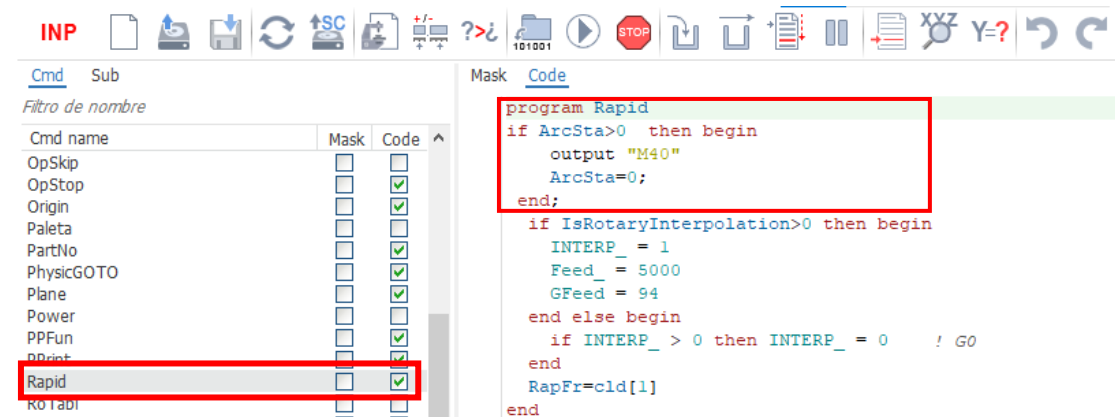 INP
SC
+/-
?>¿
101001
STOP
XYZ
Y=?
Cmd Sub
Filtro de nombre
Cmd name Mask Code
OpSkip
OpStop
Origin
Paleta
PartNo
PhysicGOTO
Plane
Power
PPFun
PPrint
Rapid
RoTabl
Mask Code
program Rapid
if ArcSta>0 then begin
output "M40"
ArcSta=0;
end;
if IsRotaryInterpolation>0 then begin
INTERP_ = 1
Feed_ = 5000
GFeed = 94
end else begin
if INTERP_ > 0 then INTERP_ = 0 ! G0
end
RapFr=cld[1]
end